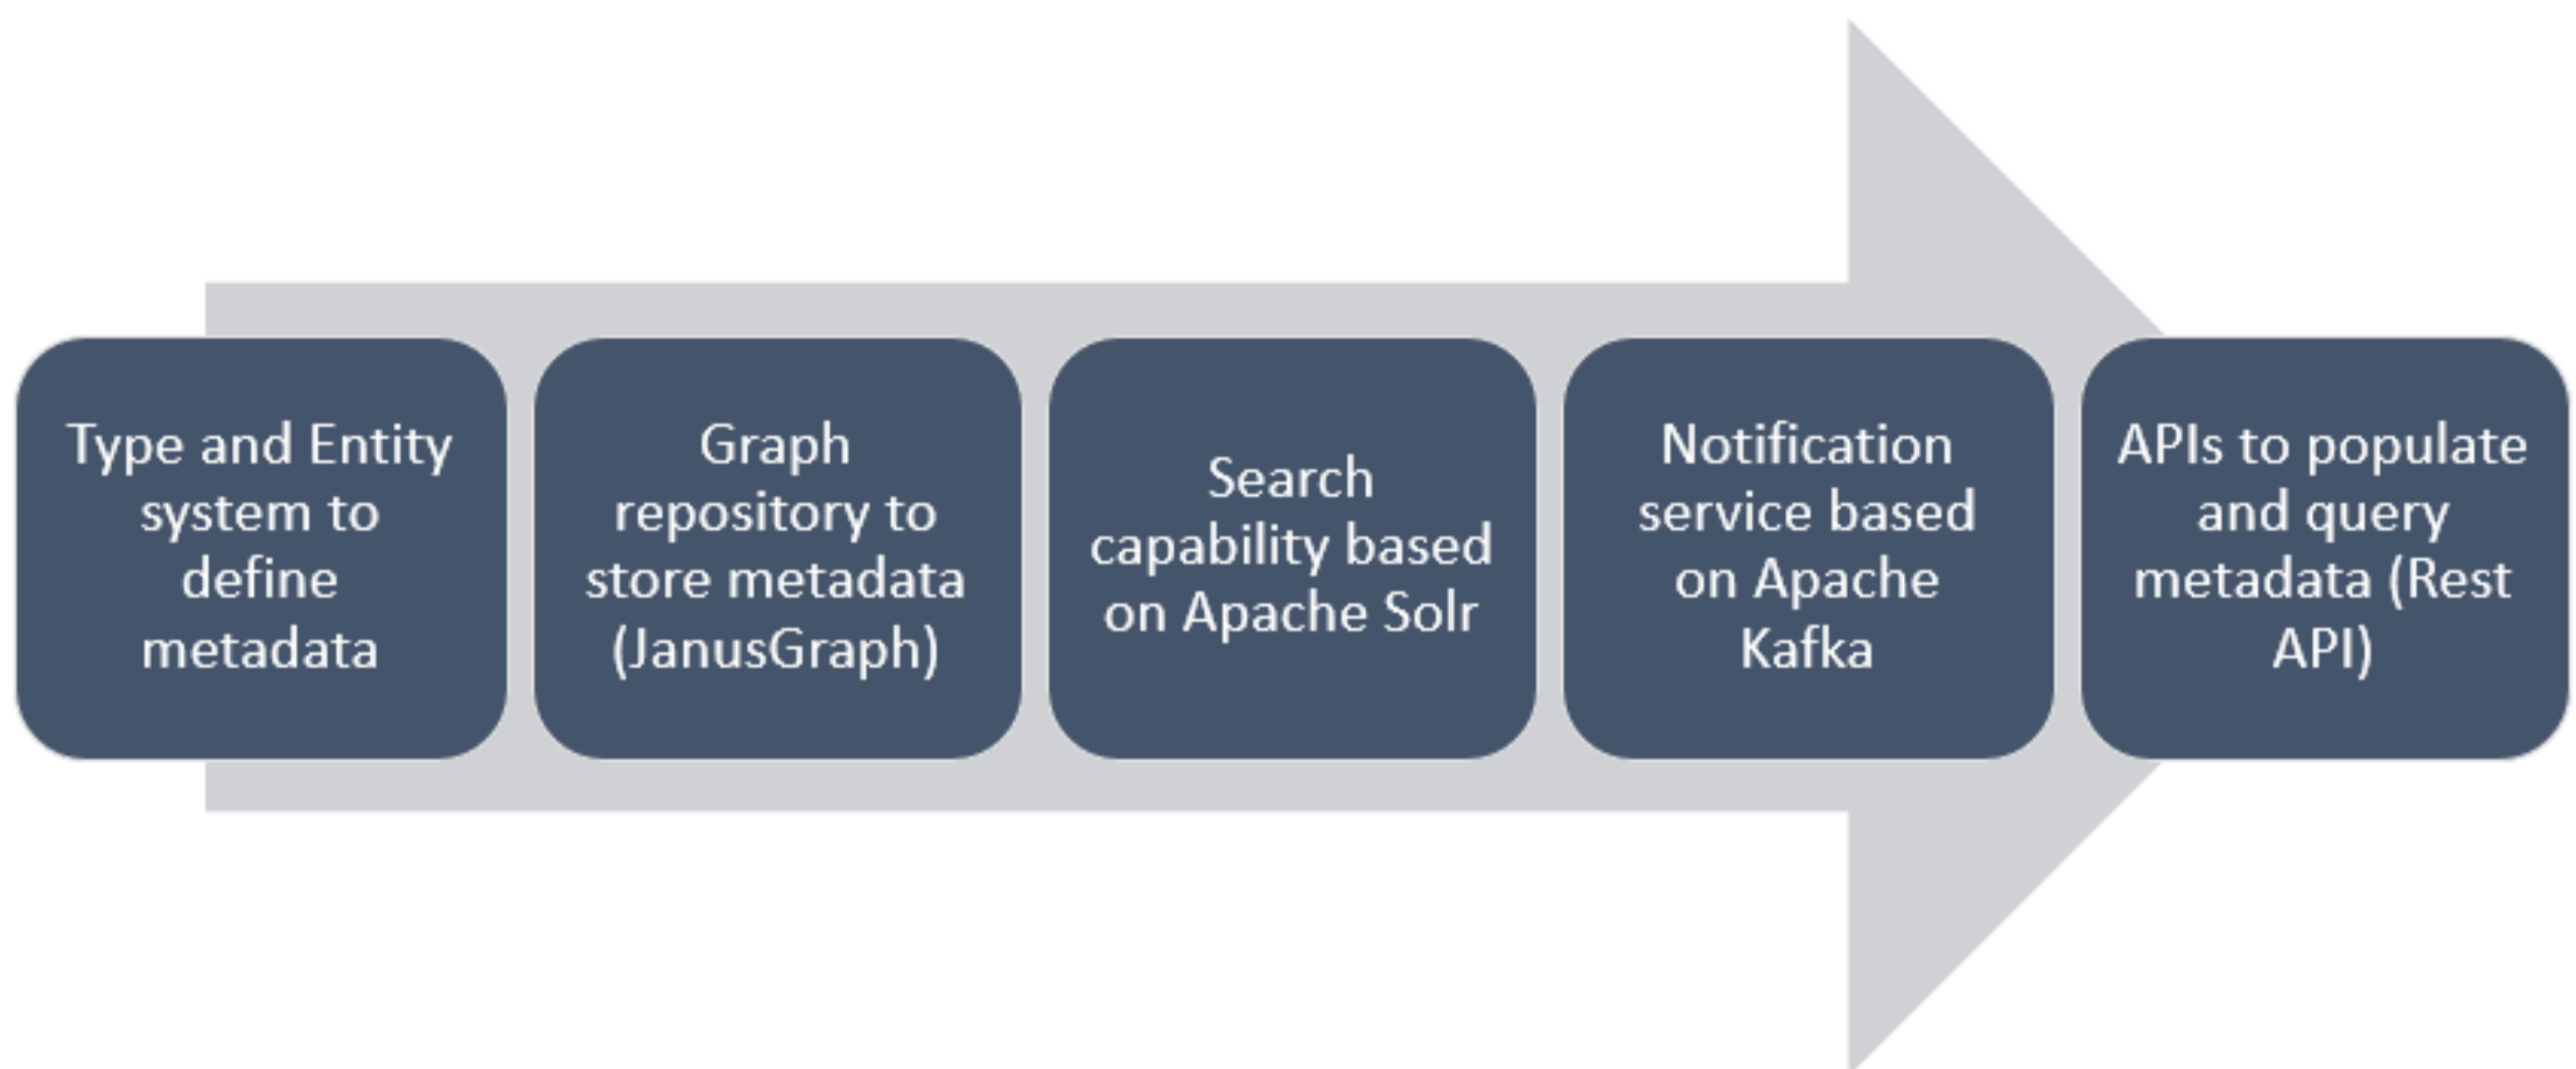 Type and Entity
system to
define
metadata
Graph
repository to
store metadata
(JanusGraph)
Search
capability based
on Apache Solr
Notification
service based
on Apache
Kafka
APIs to populate
and query
metadata (Rest
API)